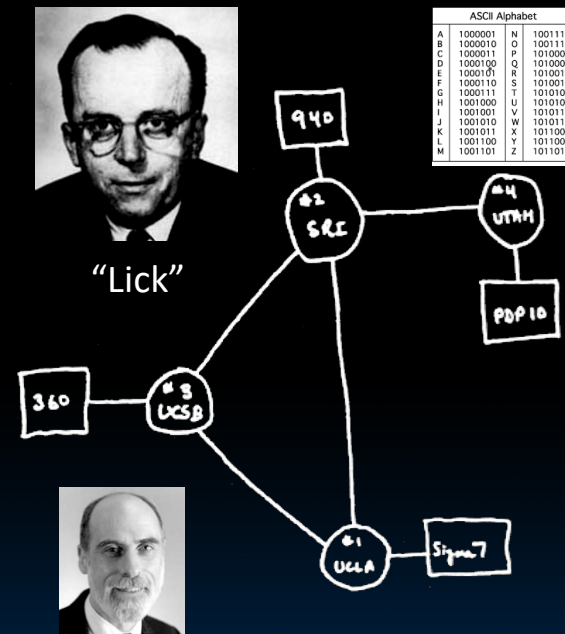 ASCII Alphabet
A 1000001 N 100111
B 1000010 O 100111
C 1000011 P 101000
D 1000100 Q 101000
E 1000101 R 101001
F 1000110 S 101001
G 1000111 T 101010
H 1001000 U 101010
I 1001001 V 101011
J 1001010 W 101011
K 1001011 X 101100
L 1001100 Y 101100
M 1001101 Z 101101
940
#2
SRI
#4
UTAH
“Lick”
PDP 10
360
#3
UCSB
#1
UCLA
Sigma 7